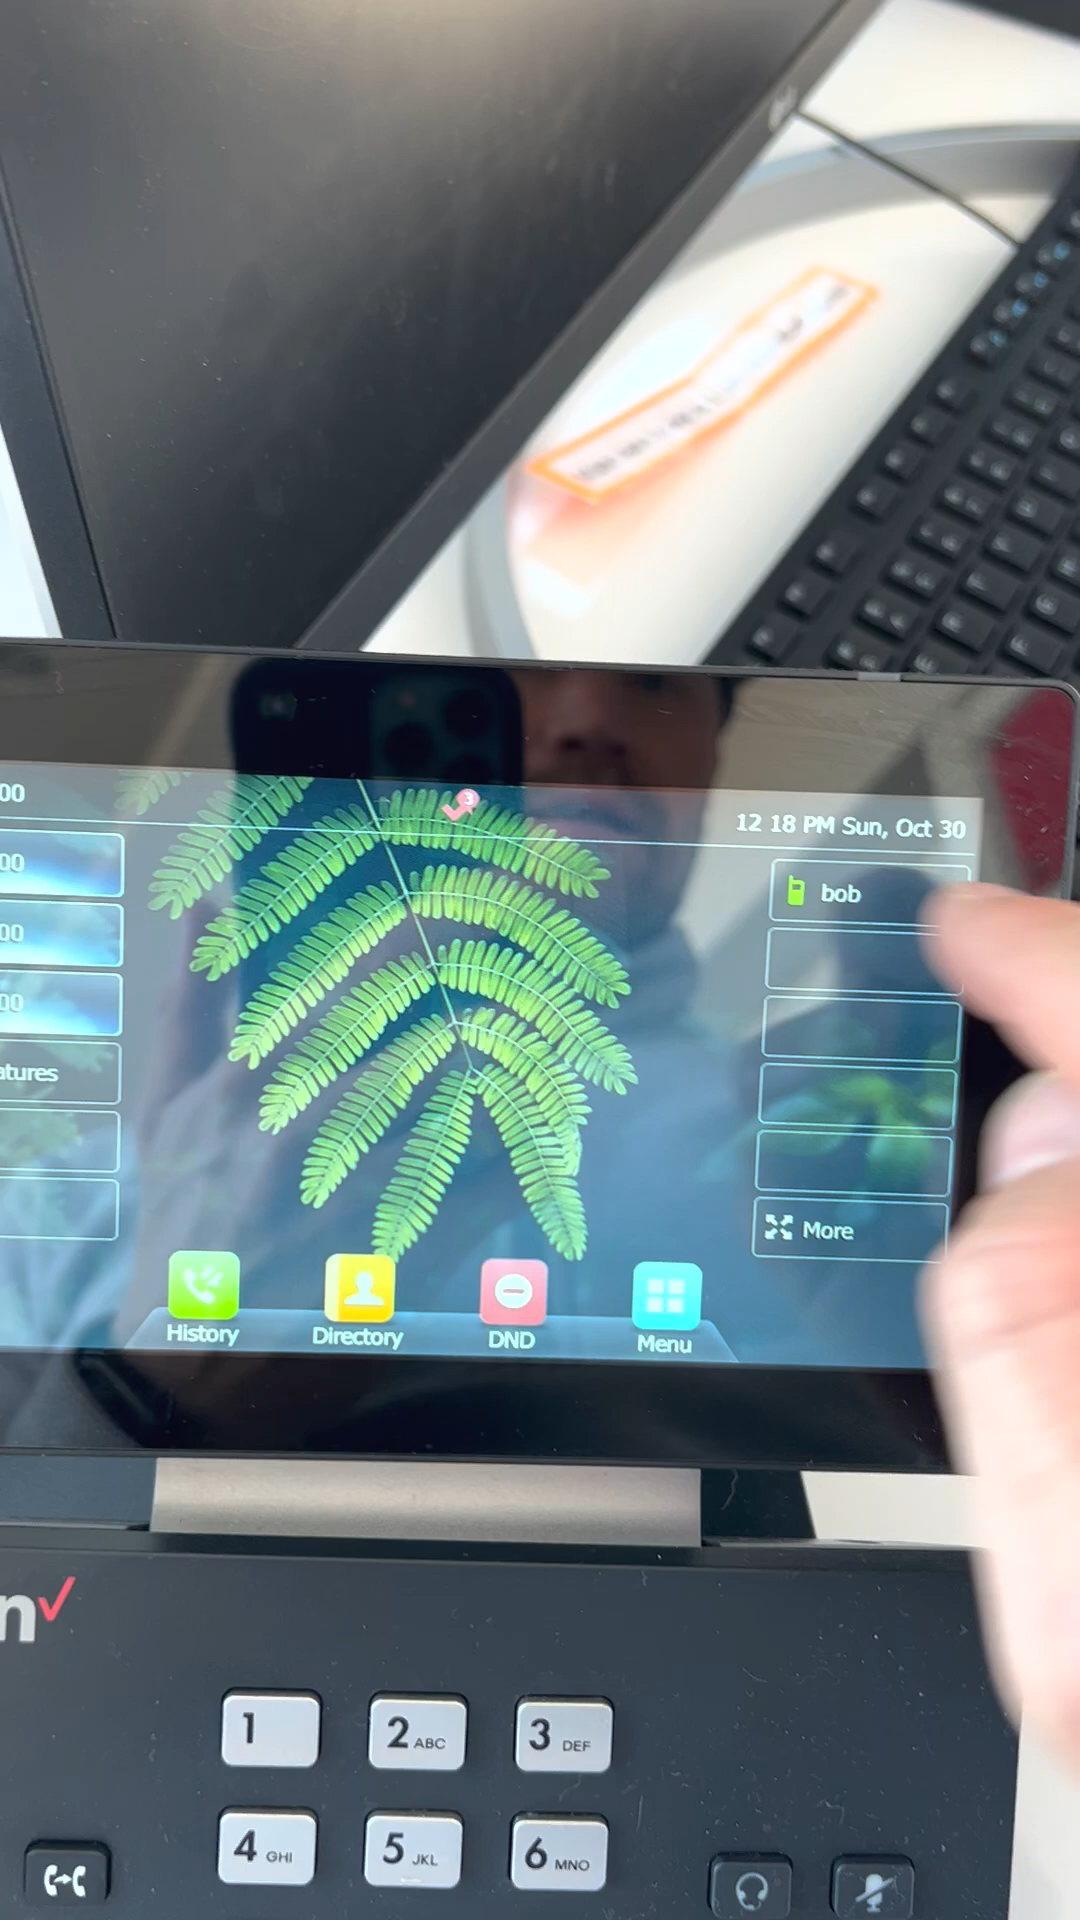 00
3
12 18 PM Sun, Oct 30
00
bob
00
00
atures
More
History
Directory
DND
Menu
n
1
2 ABC
3 DEF
4 GHI
5 JKL
6 MNO